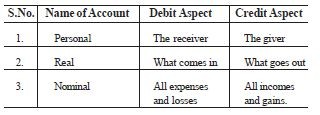 S.No. Name of Account Debit Aspect Credit Aspect
1. Personal The receiver The giver
2. Real What comes in What goes out
3. Nominal All expenses All incomes
and losses and gains.